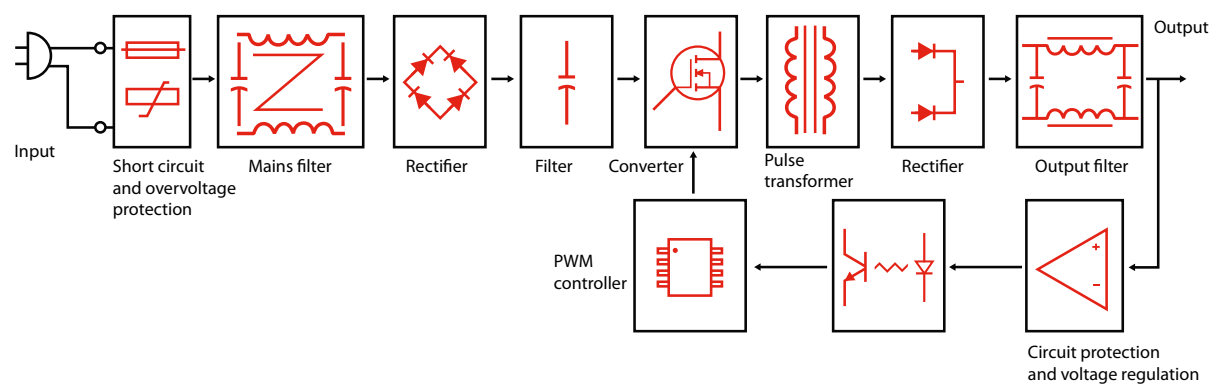 Output
Input
Short circuit
and overvoltage
protection
Mains filter
Rectifier
Filter
Converter
Pulse
transformer
Rectifier
Output filter
PWM
controller
+
−
Circuit protection
and voltage regulation